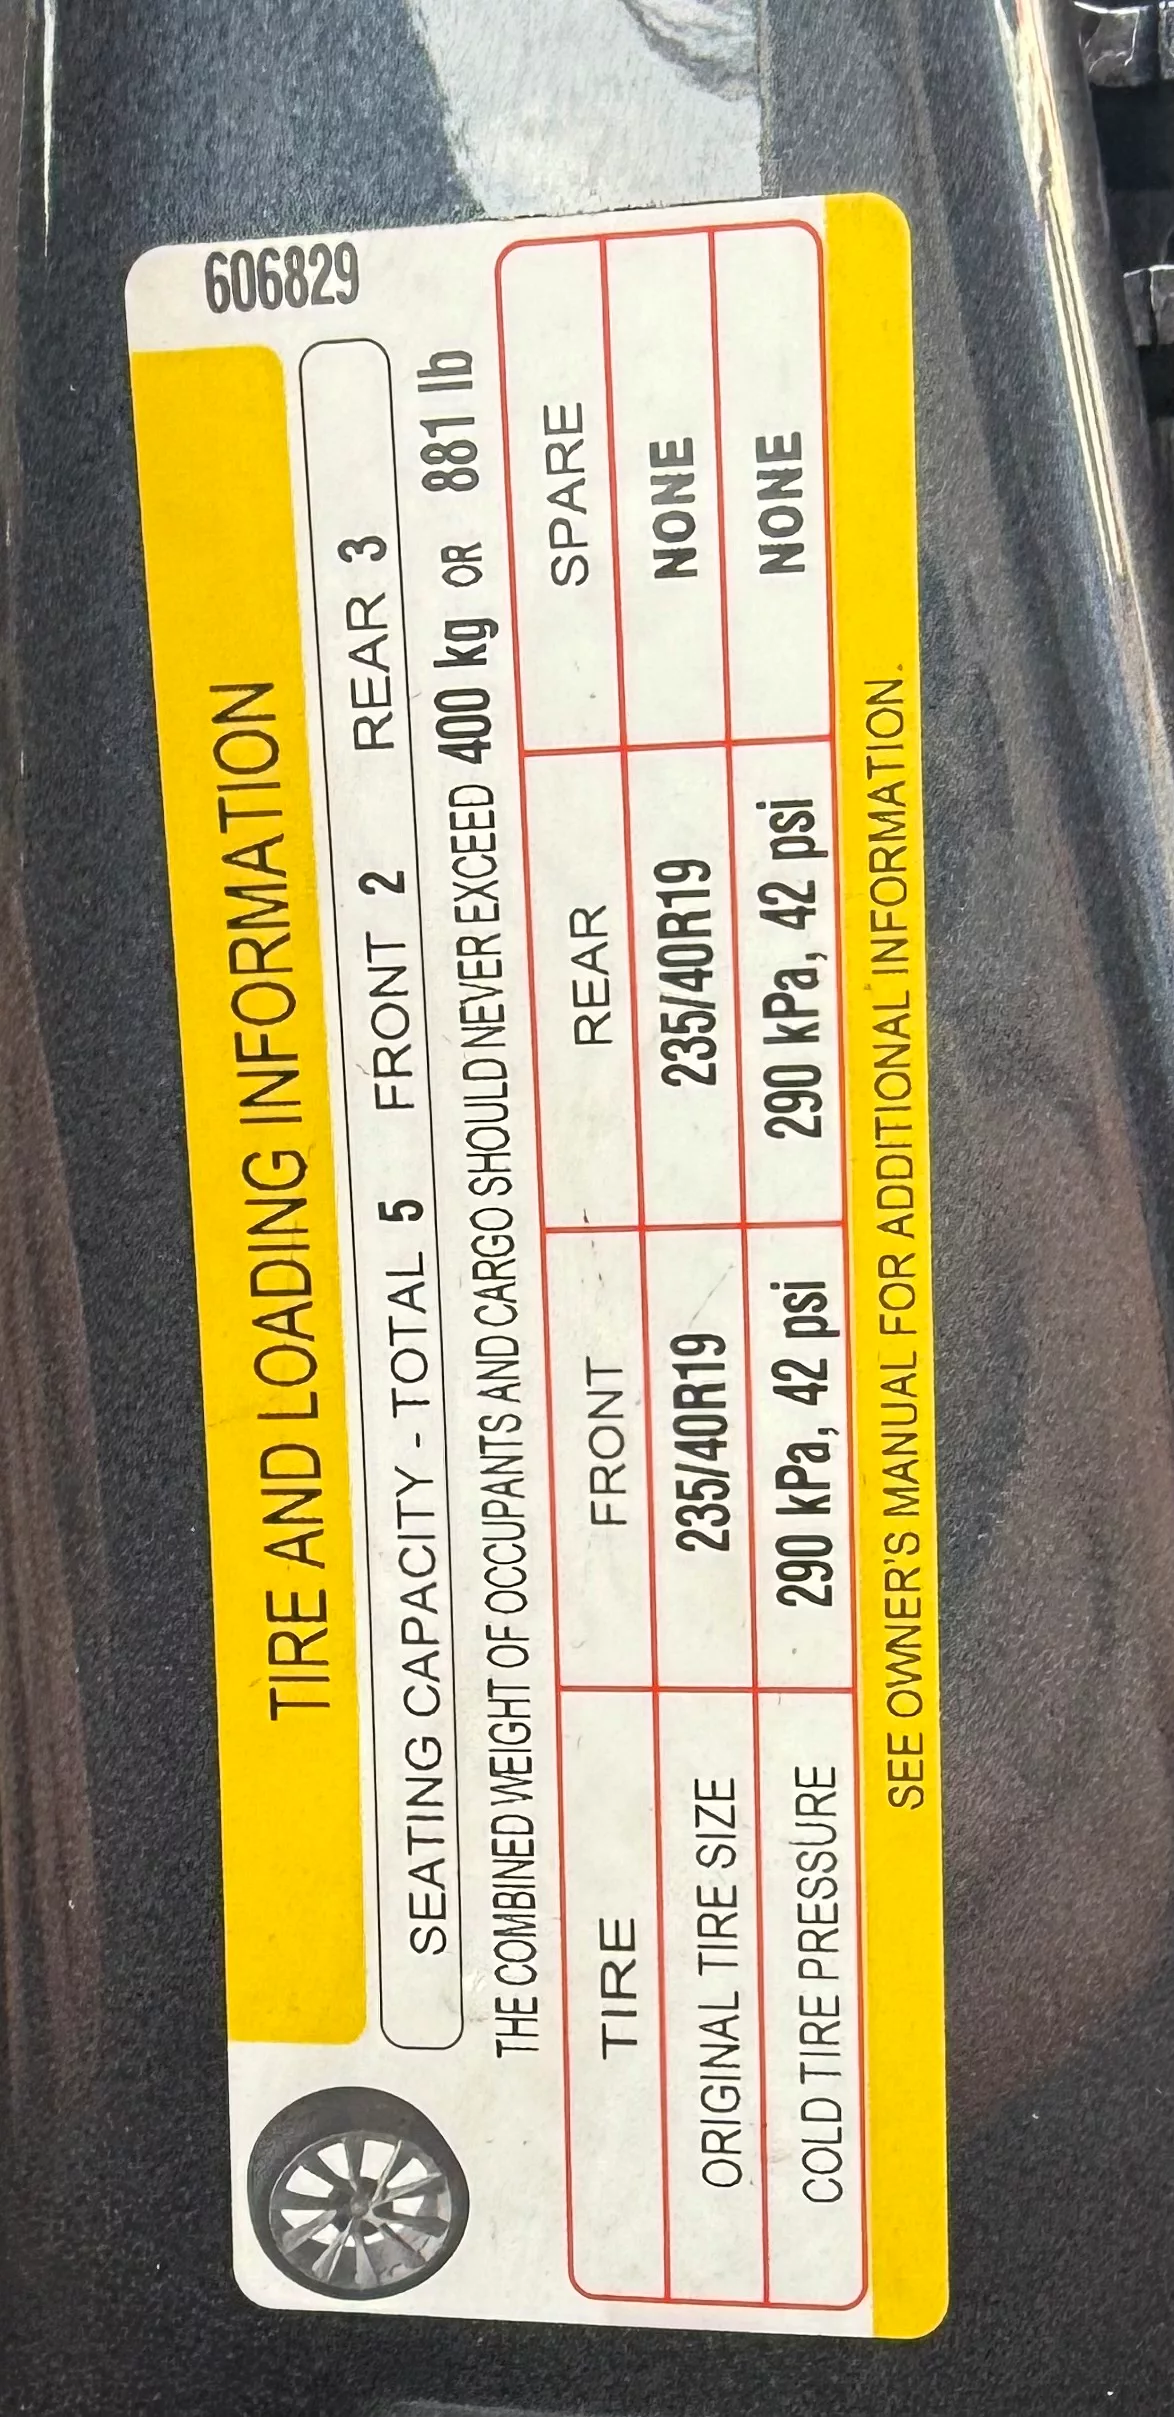 606829
TIRE AND LOADING INFORMATION
SEATING CAPACITY - TOTAL 5 FRONT 2 REAR 3
THE COMBINED WEIGHT OF OCCUPANTS AND CARGO SHOULD NEVER EXCEED 400 kg OR 881 lb
TIRE FRONT REAR SPARE
ORIGINAL TIRE SIZE 235/40R19 235/40R19 NONE
COLD TIRE PRESSURE 290 kPa, 42 psi 290 kPa, 42 psi NONE
SEE OWNER'S MANUAL FOR ADDITIONAL INFORMATION.